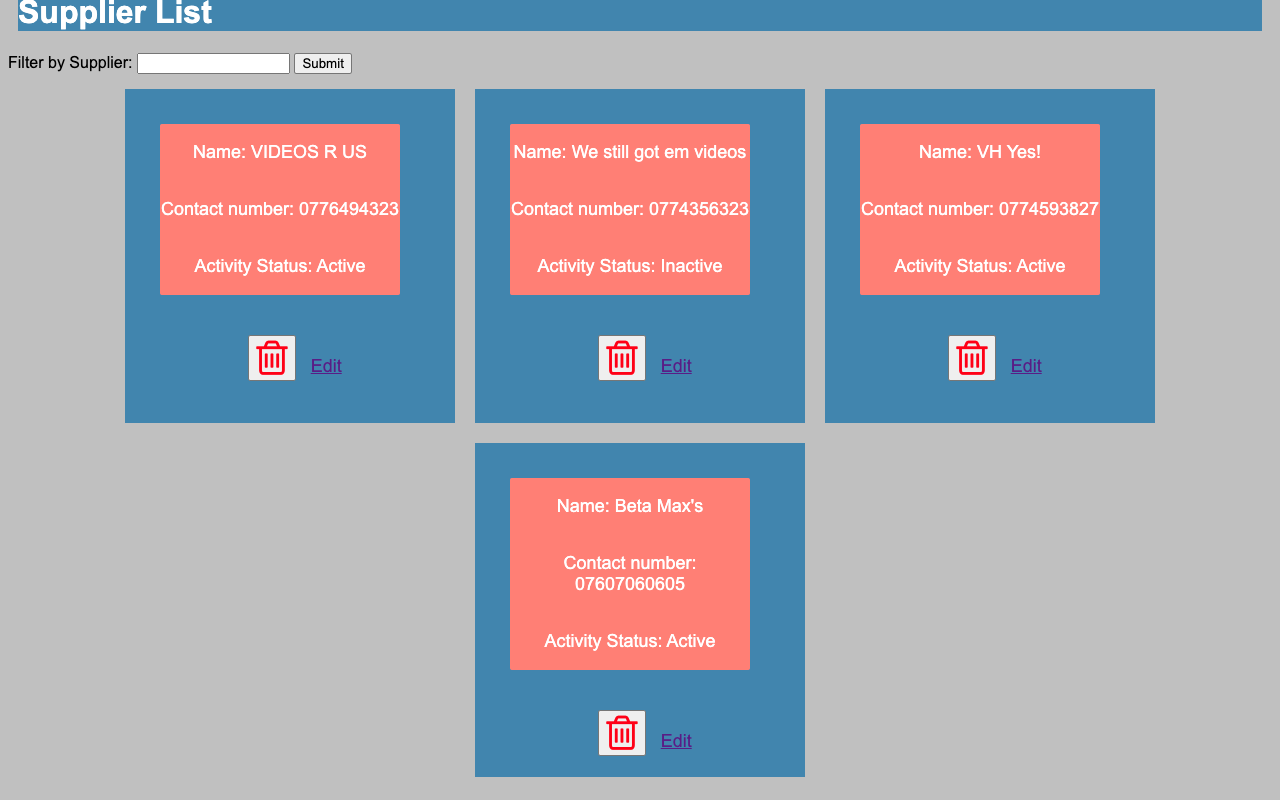 Supplier List
Filter by Supplier: Submit
Name: VIDEOS R US
Contact number: 0776494323
Activity Status: Active
Edit
Name: We still got em videos
Contact number: 0774356323
Activity Status: Inactive
Edit
Name: VH Yes!
Contact number: 0774593827
Activity Status: Active
Edit
Name: Beta Max's
Contact number:
07607060605
Activity Status: Active
Edit